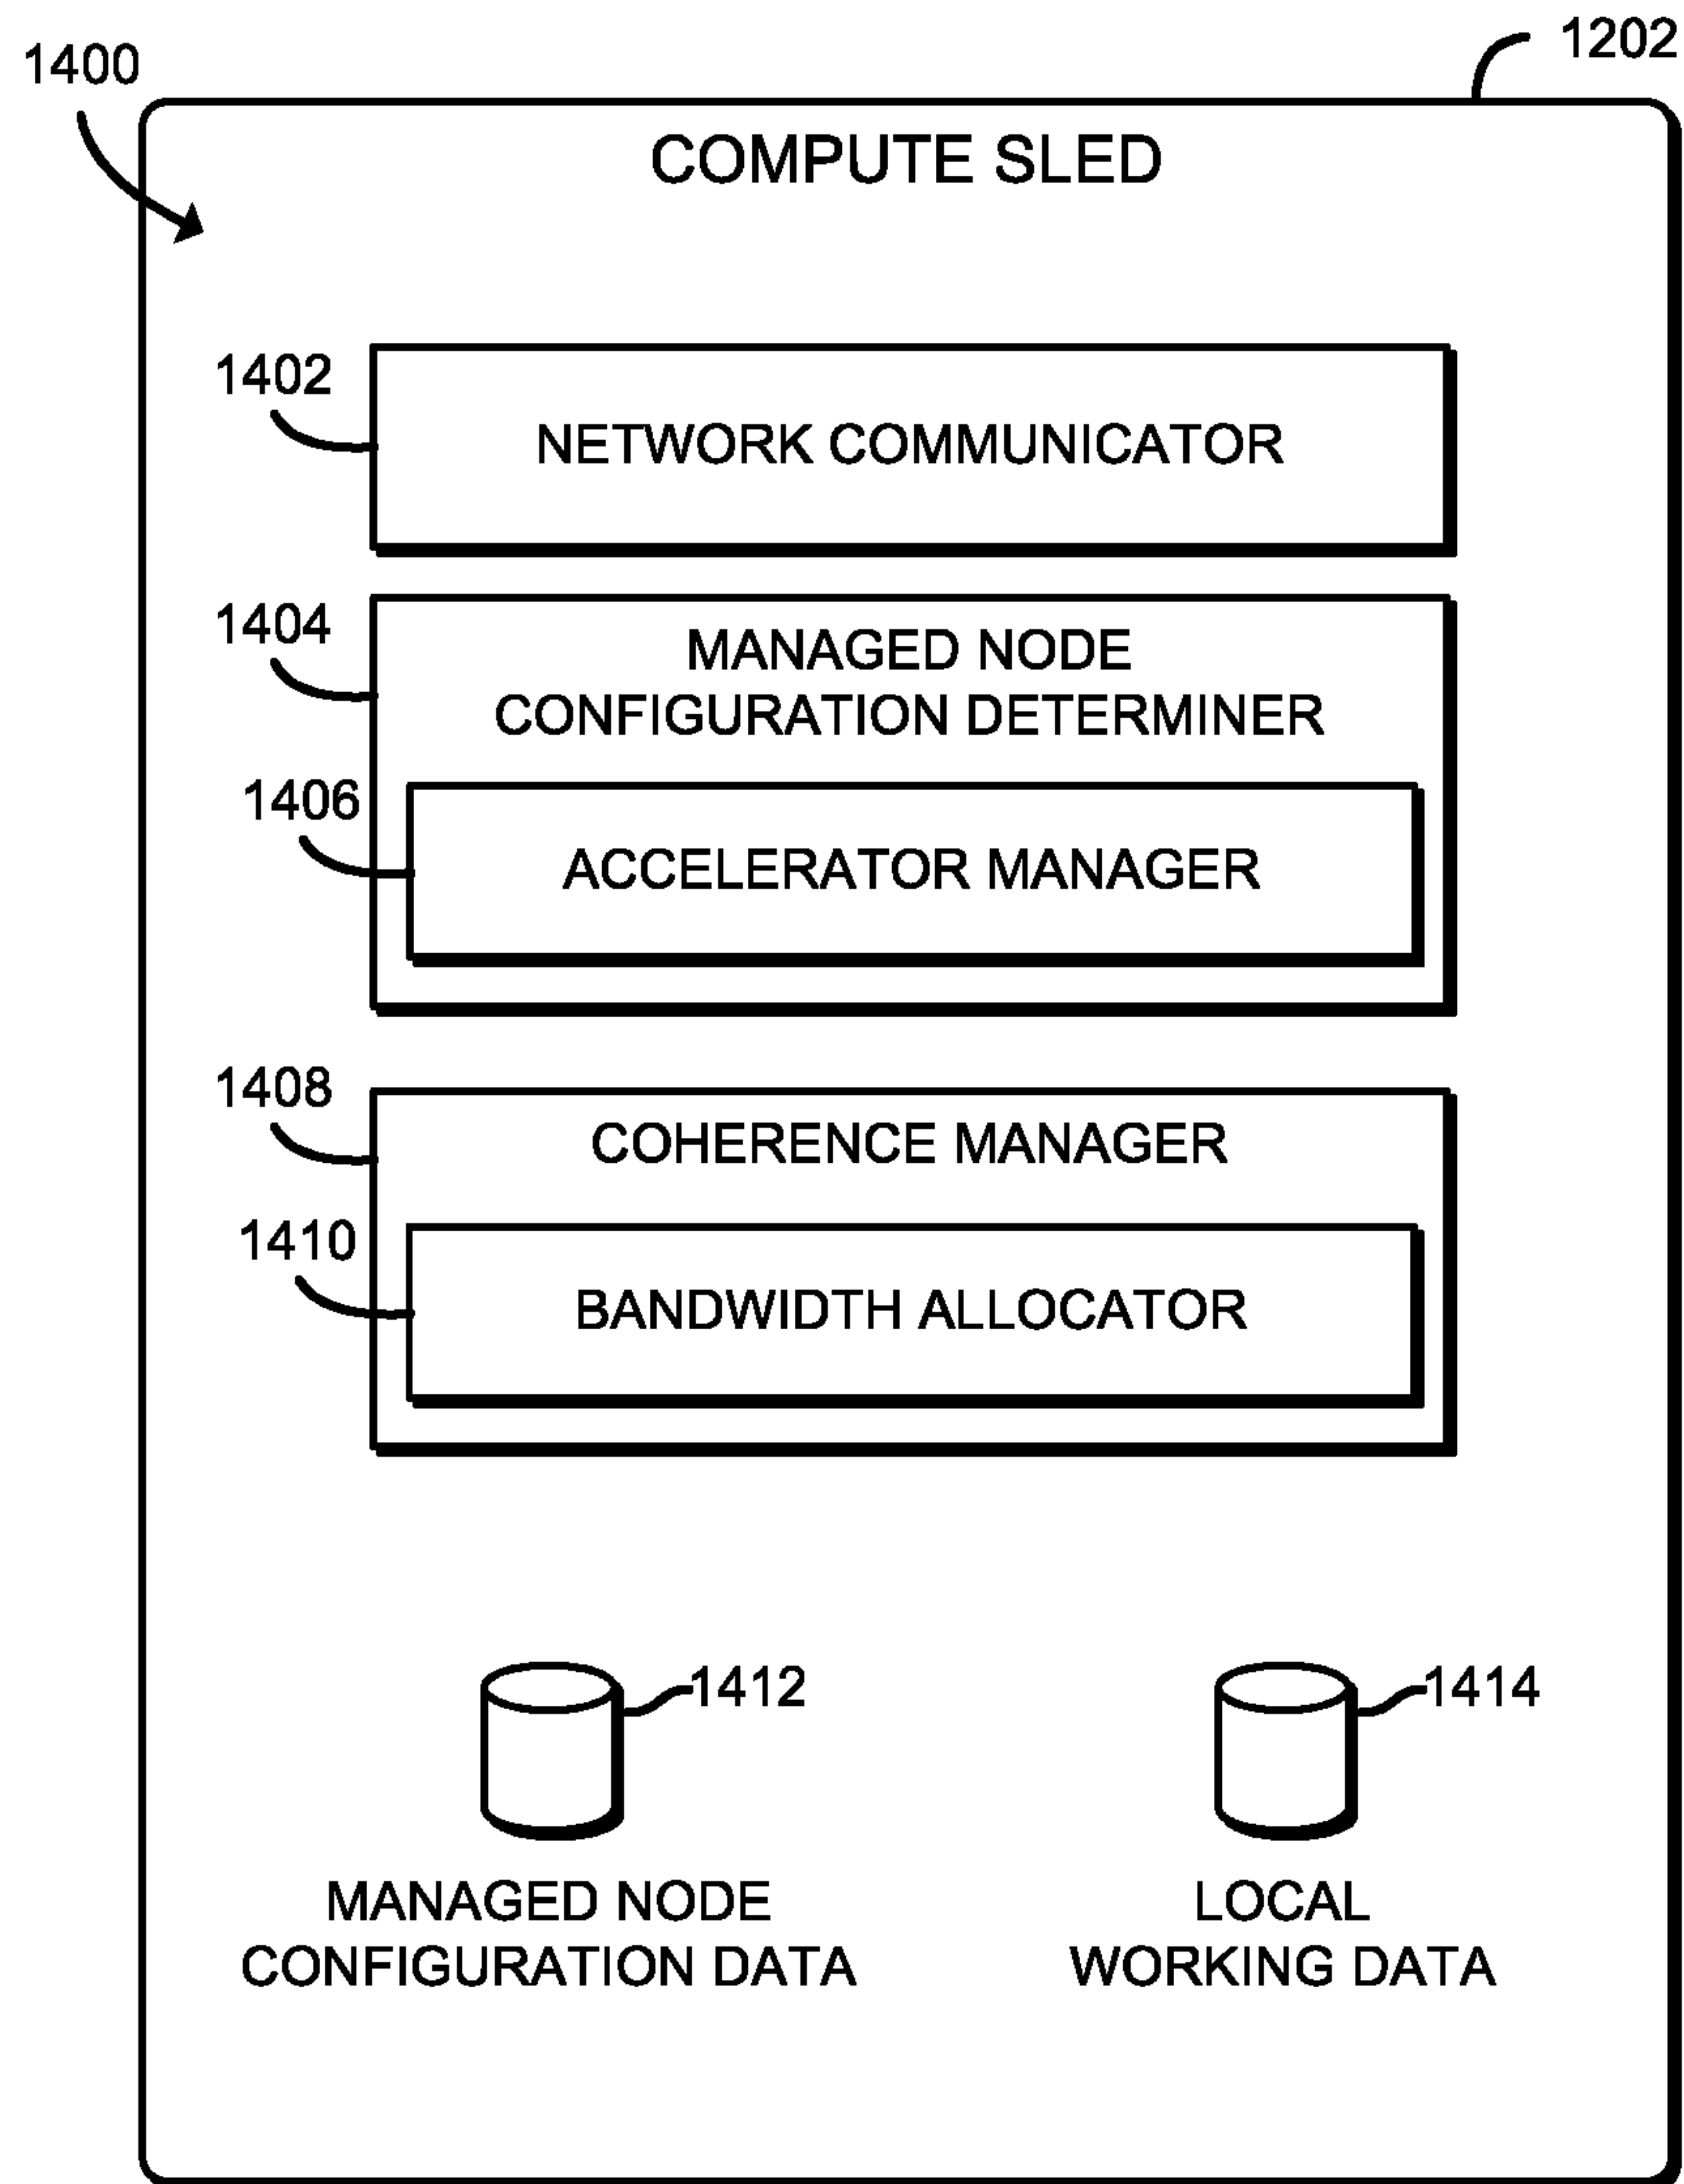 1400
1202
COMPUTE SLED
1402
NETWORK COMMUNICATOR
1404
MANAGED NODE
CONFIGURATION DETERMINER
1406
ACCELERATOR MANAGER
1408
COHERENCE MANAGER
1410
BANDWIDTH ALLOCATOR
1412
MANAGED NODE
CONFIGURATION DATA
1414
LOCAL
WORKING DATA